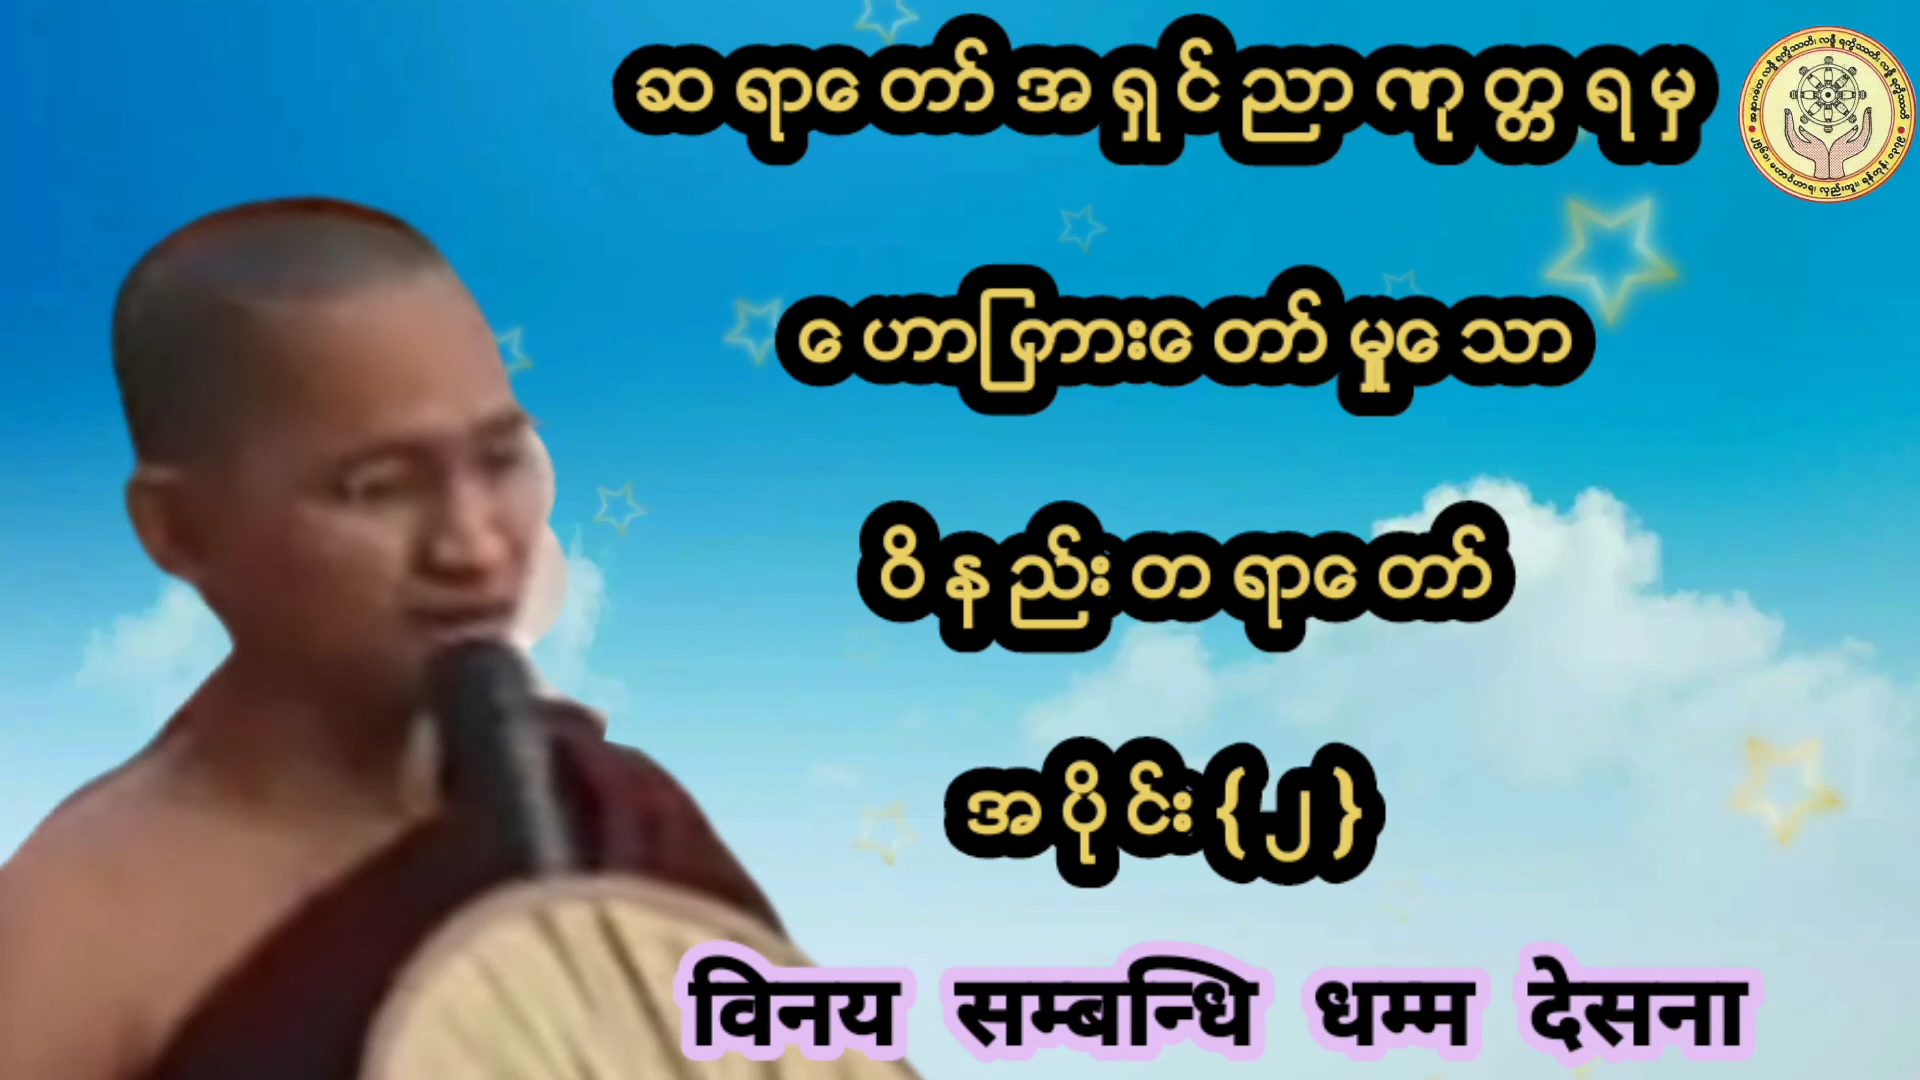 ဆရာတော်အရှင်ညာဏုတ္တရမှ
ဟောကြားတော်မူသော
ဝိနည်းတရာတော်
အပိုင်း{၂}
विनय सम्बन्धि धम्म देसना